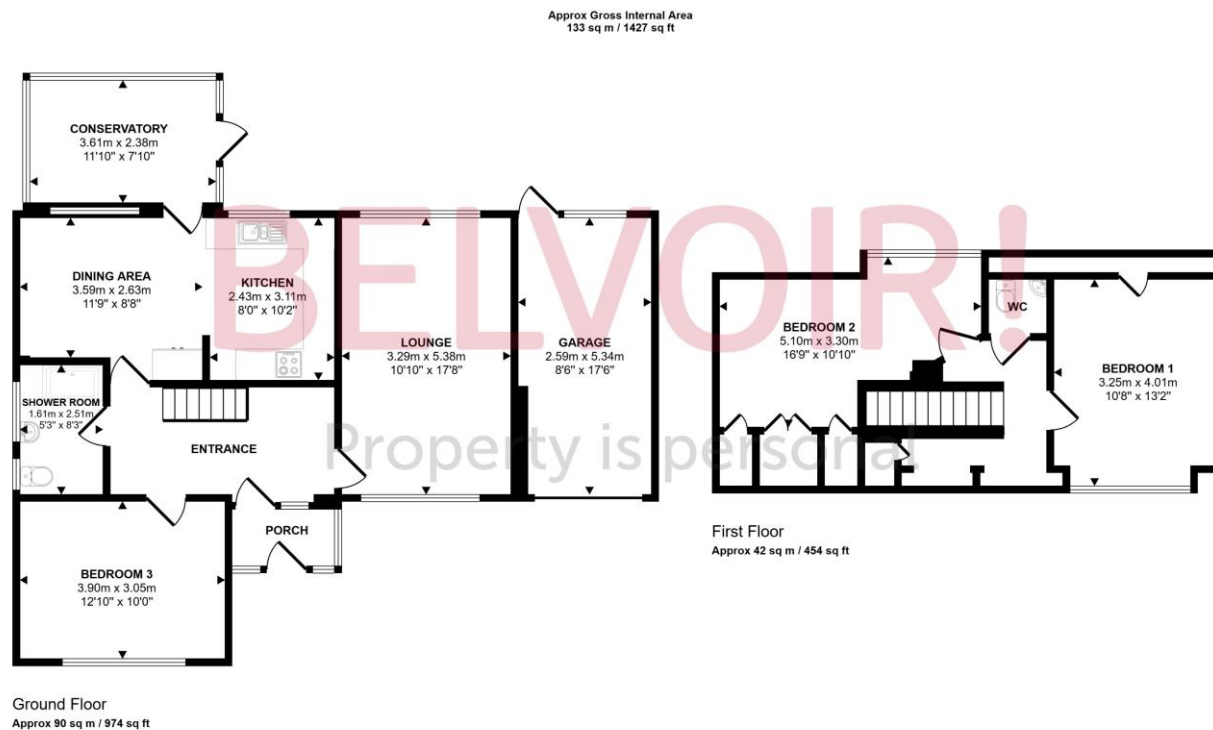 Approx Gross Internal Area
133 sq m / 1427 sq ft
CONSERVATORY
3.61m x 2.38m
11'10" x 7'10"
BELVOIR!
DINING AREA
3.59m x 2.63m
11'9" x 8'8"
KITCHEN
2.43m x 3.11m
8'0" x 10'2"
LOUNGE
3.29m x 5.38m
10'10" x 17'8"
GARAGE
2.59m x 5.34m
8'6" x 17'6"
SHOWER ROOM
1.61m x 2.51m
5'3" x 8'3"
ENTRANCE
Property is personal
PORCH
BEDROOM 3
3.90m x 3.05m
12'10" x 10'0"
Ground Floor
Approx 90 sq m / 974 sq ft
WC
BEDROOM 2
5.10m x 3.30m
16'9" x 10'10"
BEDROOM 1
3.25m x 4.01m
10'8" x 13'2"
First Floor
Approx 42 sq m / 454 sq ft